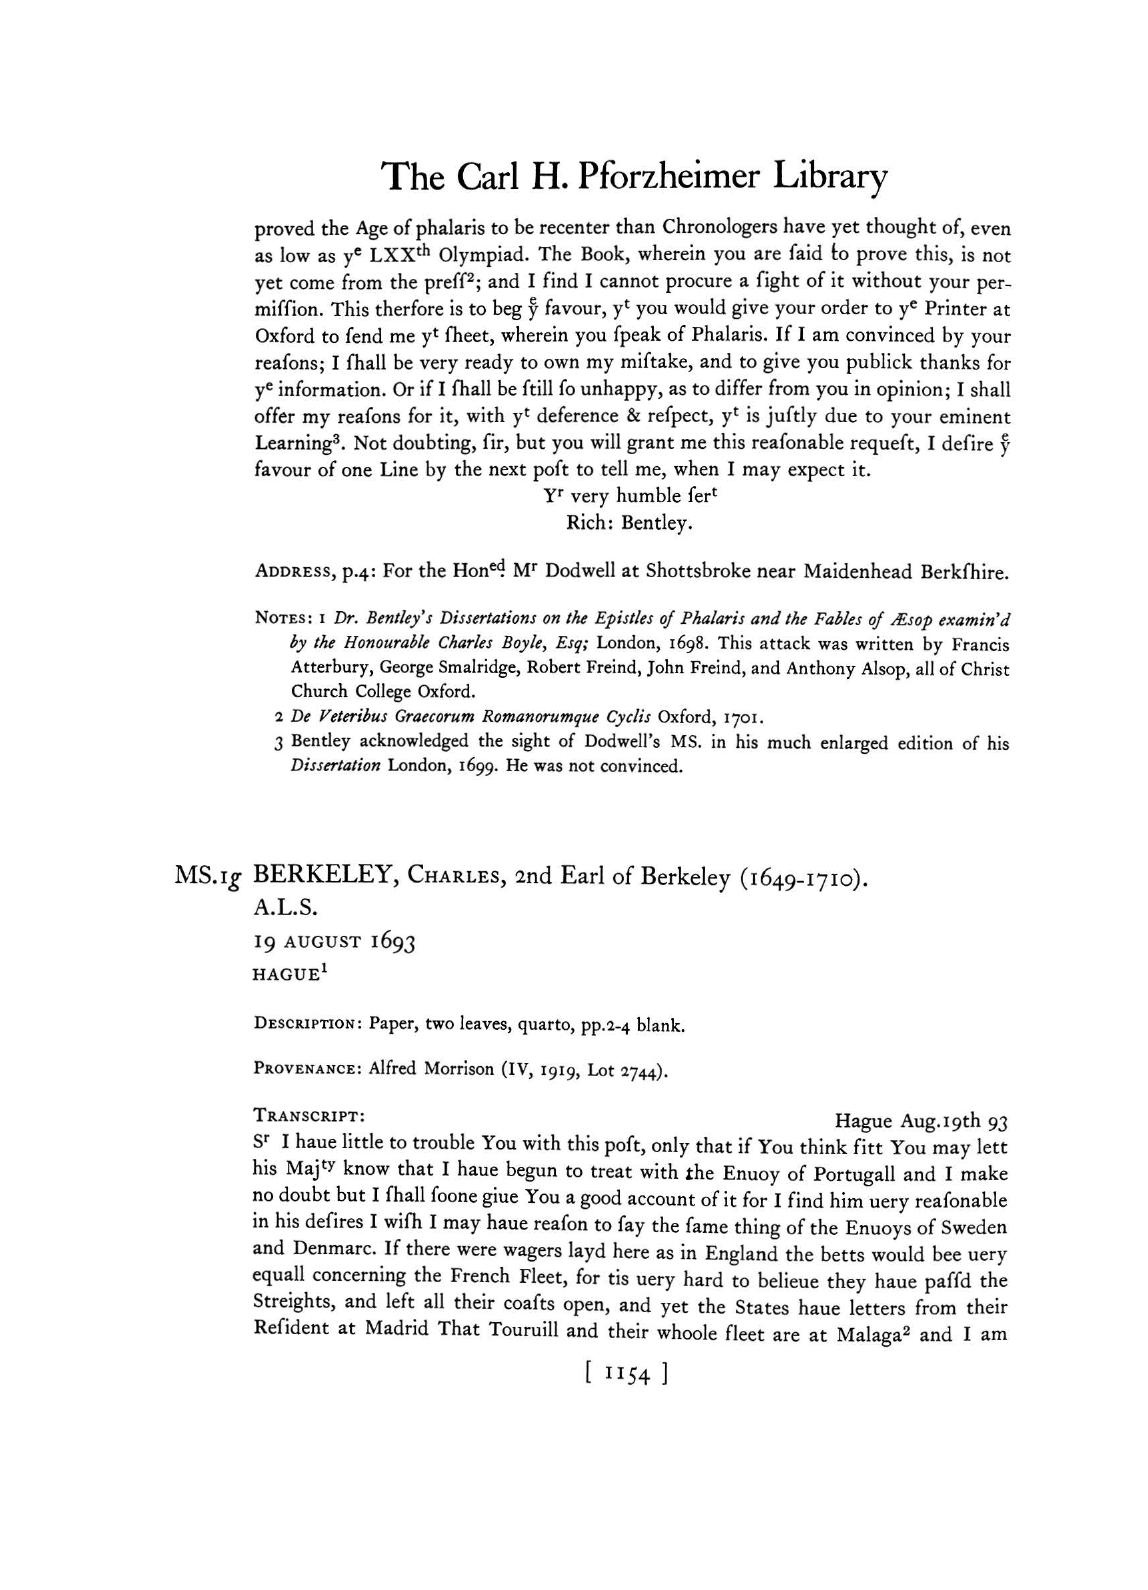 The Carl H. Pforzheimer Library
proved the Age of phalaris to be recenter than Chronologers have yet thought of, even
as low as yᵉ LXXᵗʰ Olympiad. The Book, wherein you are ſaid to prove this, is not
yet come from the preſſ²; and I find I cannot procure a ſight of it without your per-
miſſion. This therfore is to beg yͤ favour, yᵗ you would give your order to yᵉ Printer at
Oxford to ſend me yᵗ ſheet, wherein you ſpeak of Phalaris. If I am convinced by your
reaſons; I ſhall be very ready to own my miſtake, and to give you publick thanks for
yᵉ information. Or if I ſhall be ſtill ſo unhappy, as to differ from you in opinion; I shall
offer my reaſons for it, with yᵗ deference & reſpect, yᵗ is juſtly due to your eminent
Learning³. Not doubting, ſir, but you will grant me this reaſonable requeſt, I deſire yͤ
favour of one Line by the next poſt to tell me, when I may expect it.
Yʳ very humble ſerᵗ
Rich: Bentley.
ADDRESS, p.4: For the Honᵉᵈ. Mʳ Dodwell at Shottsbroke near Maidenhead Berkſhire.
NOTES: 1 Dr. Bentley's Dissertations on the Epistles of Phalaris and the Fables of Æsop examin'd
by the Honourable Charles Boyle, Esq; London, 1698. This attack was written by Francis
Atterbury, George Smalridge, Robert Freind, John Freind, and Anthony Alsop, all of Christ
Church College Oxford.
2 De Veteribus Graecorum Romanorumque Cyclis Oxford, 1701.
3 Bentley acknowledged the sight of Dodwell's MS. in his much enlarged edition of his
Dissertation London, 1699. He was not convinced.
MS.1g BERKELEY, CHARLES, 2nd Earl of Berkeley (1649-1710).
A.L.S.
19 AUGUST 1693
HAGUE¹
DESCRIPTION: Paper, two leaves, quarto, pp.2-4 blank.
PROVENANCE: Alfred Morrison (IV, 1919, Lot 2744).
TRANSCRIPT: Hague Aug.19th 93
Sʳ I haue little to trouble You with this poſt, only that if You think fitt You may lett
his Majᵗʸ know that I haue begun to treat with the Enuoy of Portugall and I make
no doubt but I ſhall ſoone giue You a good account of it for I find him uery reaſonable
in his deſires I wiſh I may haue reaſon to ſay the ſame thing of the Enuoys of Sweden
and Denmarc. If there were wagers layd here as in England the betts would bee uery
equall concerning the French Fleet, for tis uery hard to belieue they haue paſſd the
Streights, and left all their coaſts open, and yet the States haue letters from their
Reſident at Madrid That Touruill and their whoole fleet are at Malaga² and I am
[ 1154 ]